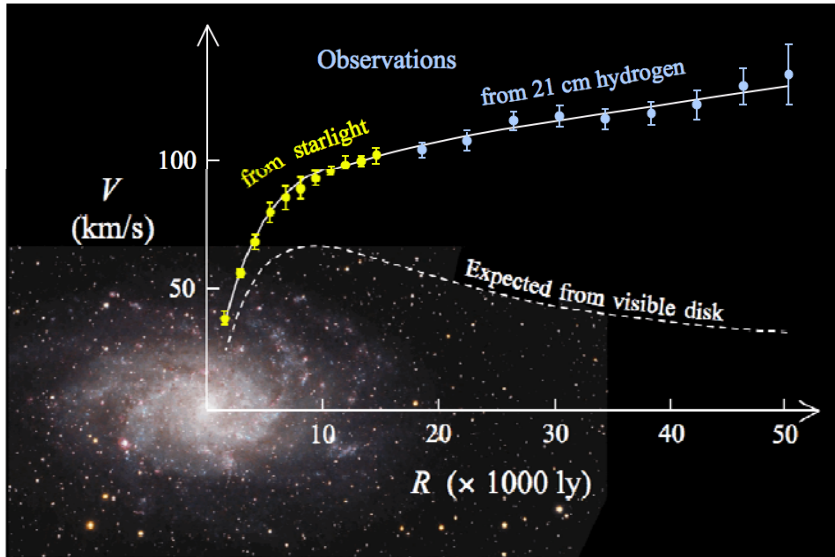 Observations
from 21 cm hydrogen
from starlight
100
V
(km/s)
50
Expected from visible disk
10
20
30
40
50
R (× 1000 ly)